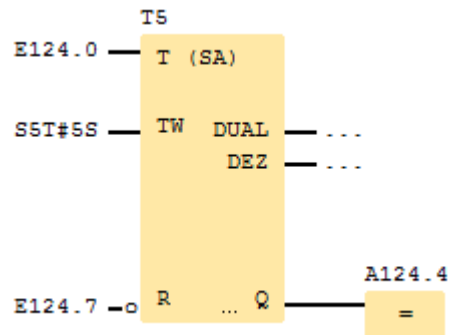 T5
E124.0 T (SA)
S5T#5S TW DUAL ...
DEZ ...
A124.4
E124.7 R ... Q
=